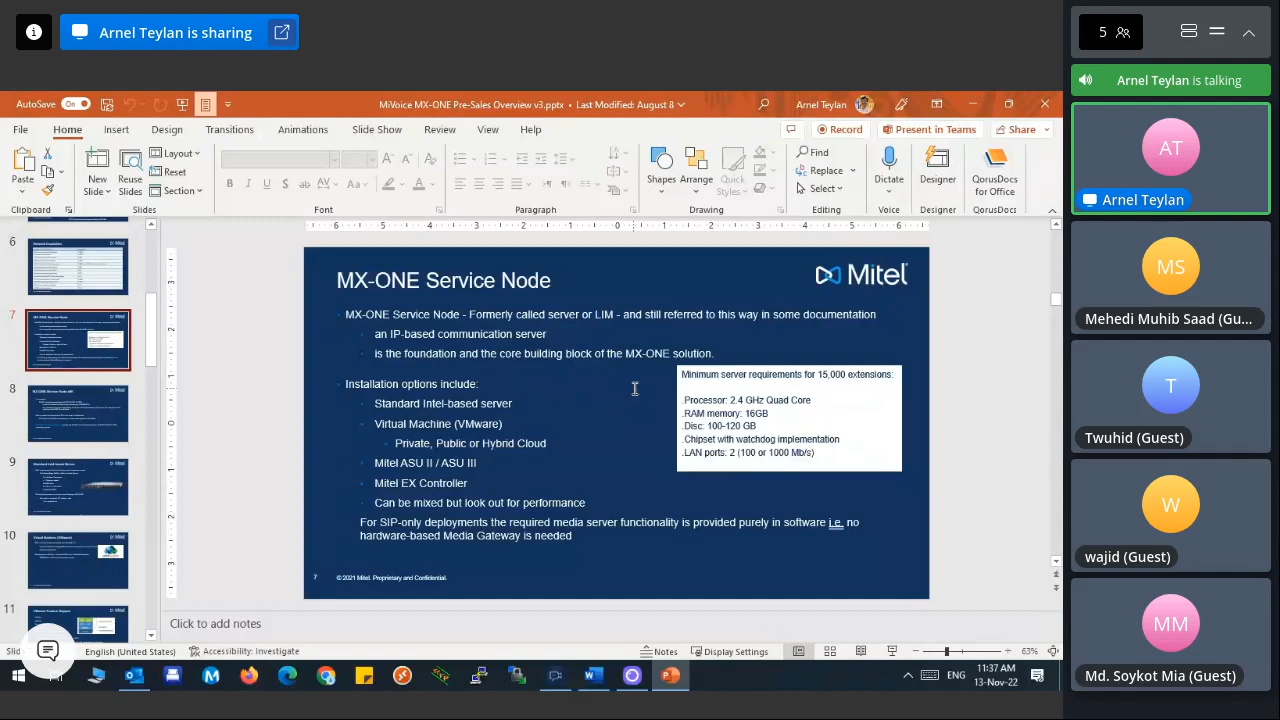 Arnel Teylan is sharing
5
Arnel Teylan is talking
AutoSave On
MiVoice MX-ONE Pre-Sales Overview v3.pptx • Last Modified: August 8
Arnel Teylan
File Home Insert Draw Design Transitions Animations Slide Show Review View Help
Record Present in Teams Share
Paste
New Slide
Reuse Slides
Layout
Reset
Section
Shapes
Arrange
Quick Styles
Find
Replace
Select
Dictate
Designer
QorusDocs for Office
Clipboard Slides Font Paragraph Drawing Editing Voice Designer QorusDocs
6
7
8
9
10
11
MX-ONE Service Node
Mitel
MX-ONE Service Node - Formerly called server or LIM - and still referred to this way in some documentation
an IP-based communication server
is the foundation and the core building block of the MX-ONE solution.
Installation options include:
Standard Intel-based server
Virtual Machine (VMware)
Private, Public or Hybrid Cloud
Mitel ASU II / ASU III
Mitel EX Controller
Can be mixed but look out for performance
For SIP-only deployments the required media server functionality is provided purely in software i.e. no
hardware-based Media Gateway is needed
Minimum server requirements for 15,000 extensions:
.Processor: 2.4 GHz Quad Core
.RAM memory: 16GB
.Disc: 100-120 GB
.Chipset with watchdog implementation
.LAN ports: 2 (100 or 1000 Mb/s)
7 © 2021 Mitel. Proprietary and Confidential.
Click to add notes
English (United States) Accessibility: Investigate
Notes Display Settings 63%
ENG
11:37 AM
13-Nov-22
AT
Arnel Teylan
MS
Mehedi Muhib Saad (Gu...
T
Twuhid (Guest)
W
wajid (Guest)
MM
Md. Soykot Mia (Guest)